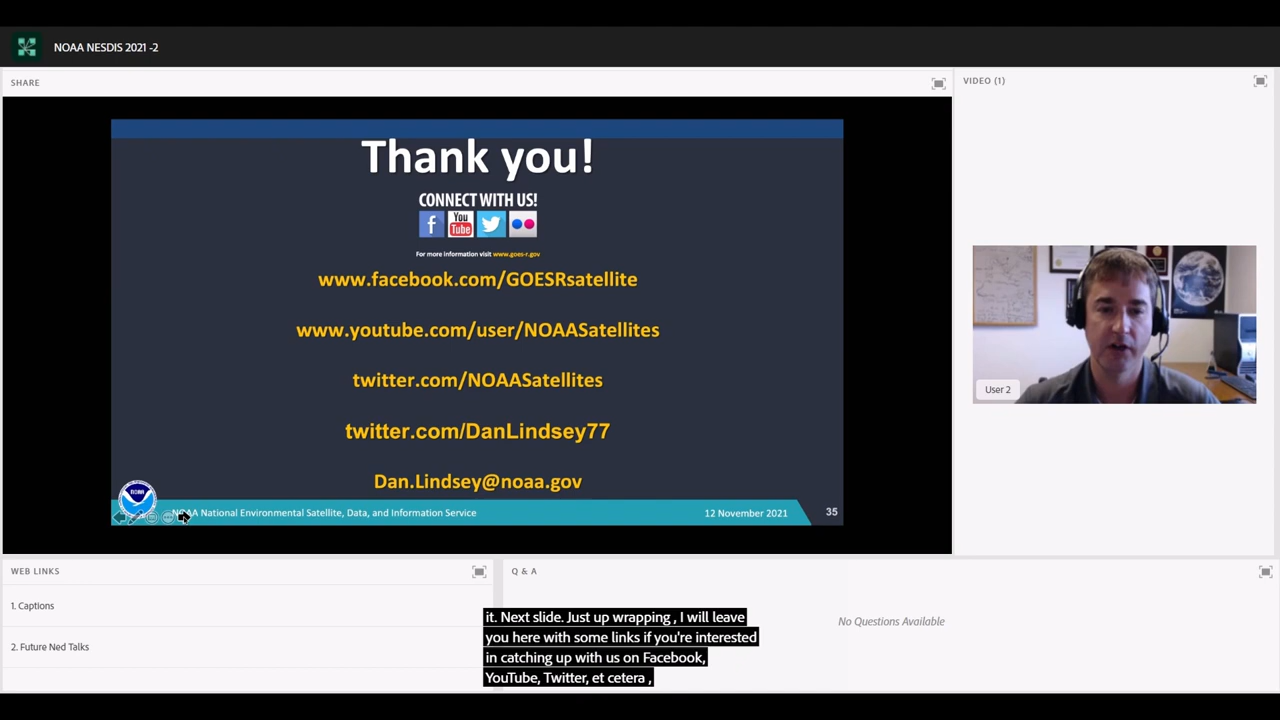 NOAA NESDIS 2021 -2
SHARE
VIDEO (1)
Thank you!
CONNECT WITH US!
f
You
Tube
For more information visit www.goes-r.gov
www.facebook.com/GOESRsatellite
www.youtube.com/user/NOAASatellites
twitter.com/NOAASatellites
twitter.com/DanLindsey77
Dan.Lindsey@noaa.gov
User 2
NOAA
NOAA National Environmental Satellite, Data, and Information Service
12 November 2021
35
WEB LINKS
1. Captions
2. Future Ned Talks
Q & A
No Questions Available
it. Next slide. Just up wrapping , I will leave
you here with some links if you're interested
in catching up with us on Facebook,
YouTube, Twitter, et cetera ,